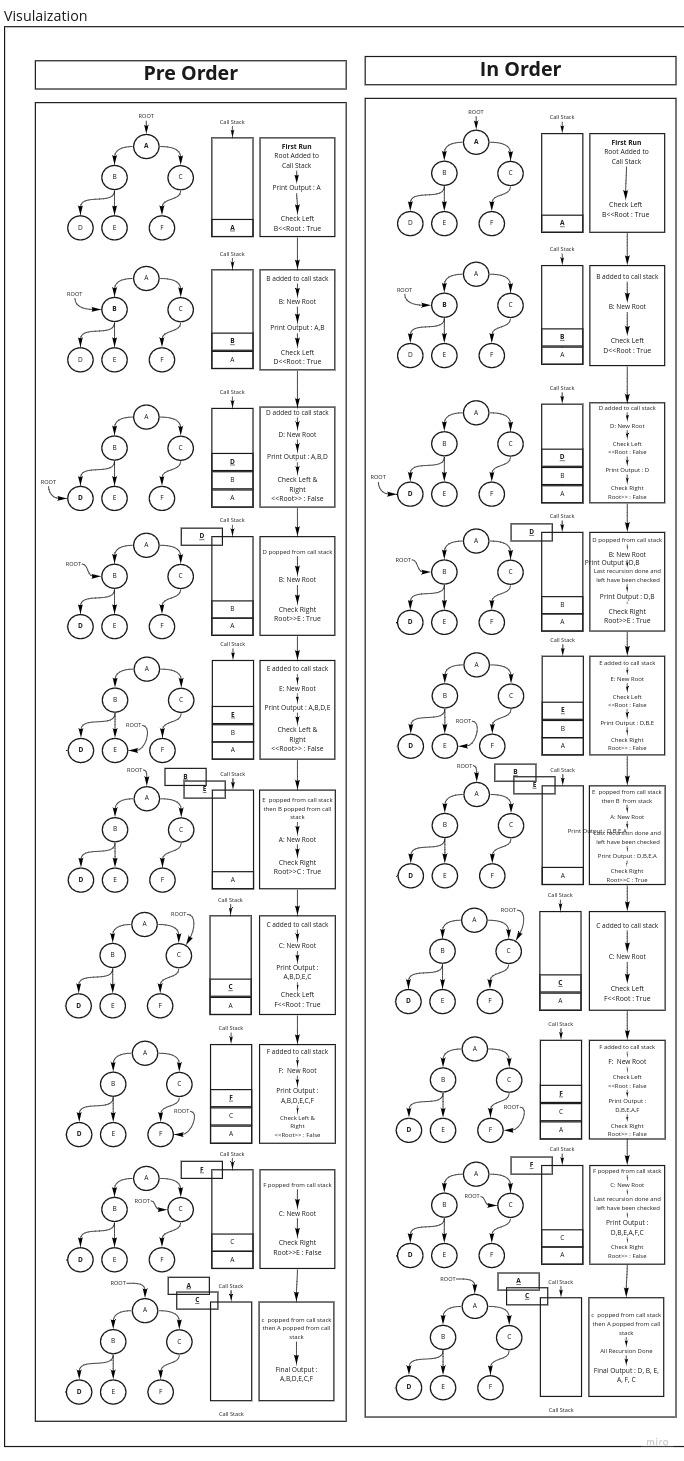 Visulaization
Pre Order
ROOT
A
B
C
D
E
F
Call Stack
A
First Run
Root Added to
Call Stack
Print Output : A
Check Left
B<<Root : True
ROOT
A
B
C
D
E
F
Call Stack
B
A
B added to call stack
B: New Root
Print Output : A,B
Check Left
D<<Root : True
ROOT
A
B
C
D
E
F
Call Stack
D
B
A
D added to call stack
D: New Root
Print Output : A,B,D
Check Left &
Right
<<Root>> : False
ROOT
A
B
C
D
E
F
D
Call Stack
B
A
D popped from call stack
B: New Root
Check Right
Root>>E : True
ROOT
A
B
C
D
E
F
Call Stack
E
B
A
E added to call stack
E: New Root
Print Output : A,B,D,E
Check Left &
Right
<<Root>> : False
ROOT
A
B
C
D
E
F
B
E
Call Stack
A
E popped from call stack
then B popped from call
stack
A: New Root
Check Right
Root>>C : True
ROOT
A
B
C
D
E
F
Call Stack
C
A
C added to call stack
C: New Root
Print Output :
A,B,D,E,C
Check Left
F<<Root : True
ROOT
A
B
C
D
E
F
Call Stack
F
C
A
F added to call stack
F: New Root
Print Output :
A,B,D,E,C,F
Check Left &
Right
<<Root>> : False
ROOT
A
B
C
D
E
F
F
Call Stack
C
A
F popped from call stack
C: New Root
Check Right
Root>>E : False
ROOT
A
B
C
D
E
F
A
C
Call Stack
c popped from call stack
then A popped from call
stack
Final Output :
A,B,D,E,C,F
Call Stack
In Order
ROOT
A
B
C
D
E
F
Call Stack
A
First Run
Root Added to
Call Stack
Check Left
B<<Root : True
ROOT
A
B
C
D
E
F
Call Stack
B
A
B added to call stack
B: New Root
Check Left
D<<Root : True
ROOT
A
B
C
D
E
F
Call Stack
D
B
A
D added to call stack
D: New Root
Check Left
<<Root : False
Print Output : D
Check Right
Root>> : False
ROOT
A
B
C
D
E
F
D
Call Stack
B
A
D popped from call stack
B: New Root
Print Output : D,B
Last recursion done and
left have been checked
Print Output : D,B
Check Right
Root>>E : True
ROOT
A
B
C
D
E
F
Call Stack
E
B
A
E added to call stack
E: New Root
Check Left
<<Root : False
Print Output : D,B,E
Check Right
Root>> : False
ROOT
A
B
C
D
E
F
B
E
Call Stack
A
E popped from call stack
then B from stack
A: New Root
Print Output : D,B,E,A
Last recursion done and
left have been checked
Print Output : D,B,E,A
Check Right
Root>>C : True
ROOT
A
B
C
D
E
F
Call Stack
C
A
C added to call stack
C: New Root
Check Left
F<<Root : True
ROOT
A
B
C
D
E
F
Call Stack
F
C
A
F added to call stack
F: New Root
Check Left
<<Root : False
Print Output :
D,B,E,A,F
Check Right
Root>> : False
ROOT
A
B
C
D
E
F
F
Call Stack
C
A
F popped from call stack
C: New Root
Last recursion done and
left have been checked
Print Output :
D,B,E,A,F,C
Check Right
Root>> : False
ROOT
A
B
C
D
E
F
A
C
Call Stack
c popped from call stack
then A popped from call
stack
All Recursion Done
Final Output : D, B, E,
A, F, C
Call Stack
miro